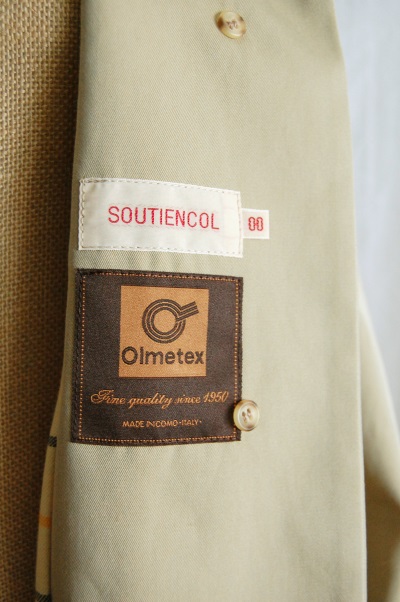 SOUTIENCOL 00
Olmetex
Fine quality since 1950
MADE IN COMO - ITALY -